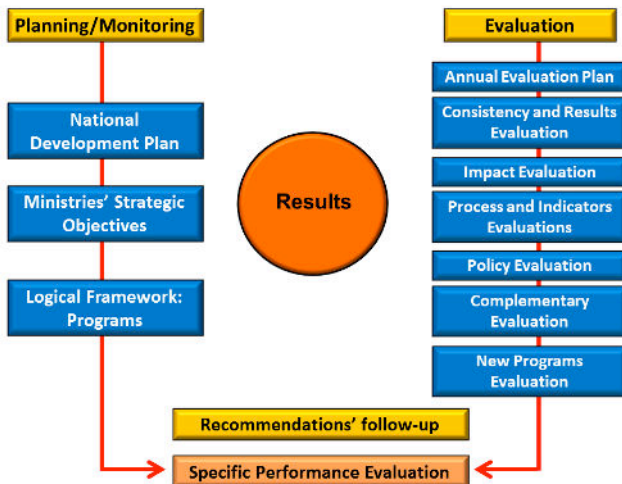 Planning/Monitoring
National
Development Plan
Ministries' Strategic
Objectives
Logical Framework:
Programs
Results
Evaluation
Annual Evaluation Plan
Consistency and Results
Evaluation
Impact Evaluation
Process and Indicators
Evaluations
Policy Evaluation
Complementary
Evaluation
New Programs
Evaluation
Recommendations' follow-up
Specific Performance Evaluation